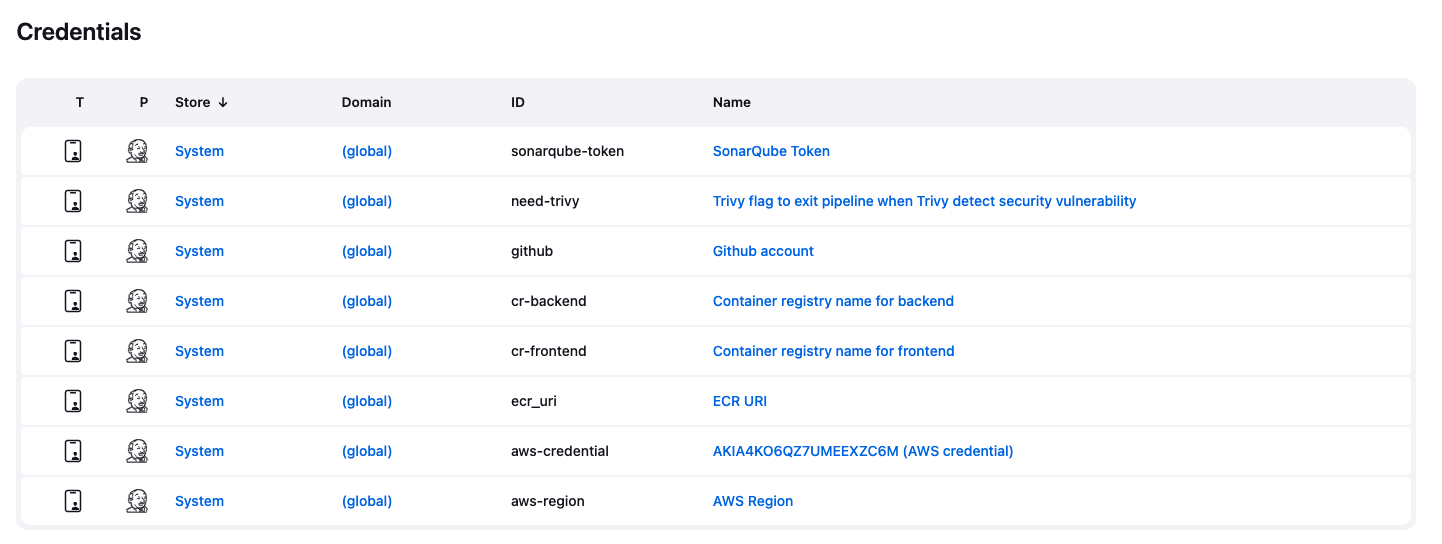 Credentials
T P Store ↓ Domain ID Name
System (global) sonarqube-token SonarQube Token
System (global) need-trivy Trivy flag to exit pipeline when Trivy detect security vulnerability
System (global) github Github account
System (global) cr-backend Container registry name for backend
System (global) cr-frontend Container registry name for frontend
System (global) ecr_uri ECR URI
System (global) aws-credential AKIA4KO6QZ7UMEEXZC6M (AWS credential)
System (global) aws-region AWS Region